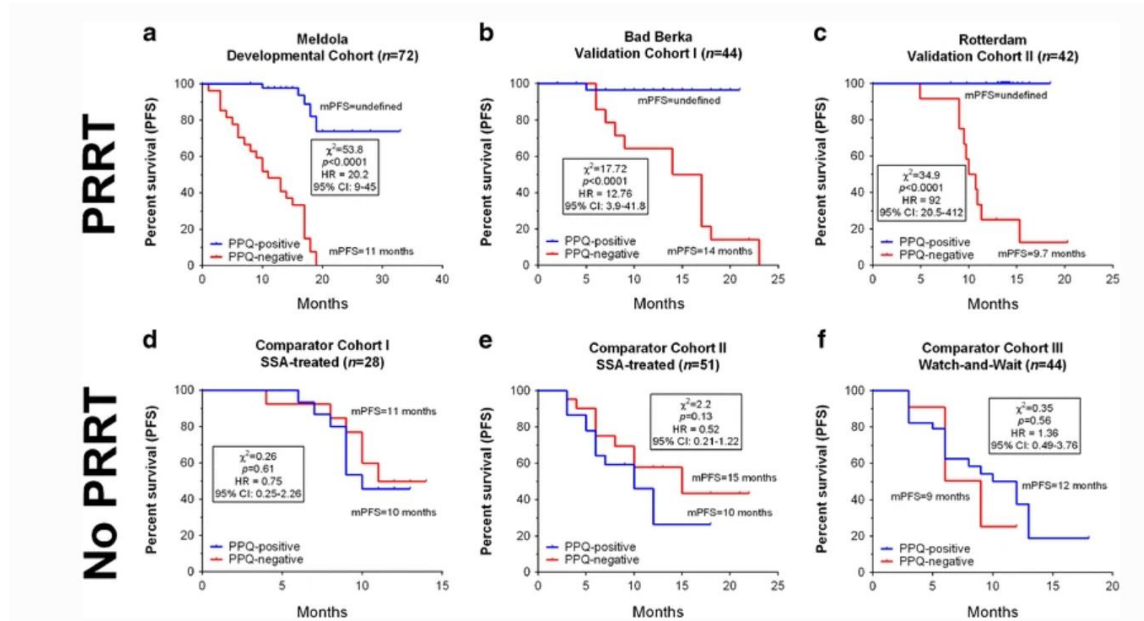 PRRT
a
Meldola
Developmental Cohort (n=72)
Percent survival (PFS)
100
80
60
40
20
0
mPFS=undefined
χ²=53.8
p<0.0001
HR = 20.2
95% CI: 9-45
PPQ-positive
PPQ-negative
mPFS=11 months
0 10 20 30 40
Months
b
Bad Berka
Validation Cohort I (n=44)
Percent survival (PFS)
100
80
60
40
20
0
mPFS=undefined
χ²=17.72
p<0.0001
HR = 12.76
95% CI: 3.9-41.8
PPQ-positive
PPQ-negative
mPFS=14 months
0 5 10 15 20 25
Months
c
Rotterdam
Validation Cohort II (n=42)
Percent survival (PFS)
100
80
60
40
20
0
mPFS=undefined
χ²=34.9
p<0.0001
HR = 92
95% CI: 20.5-412
PPQ-positive
PPQ-negative
mPFS=9.7 months
0 5 10 15 20 25
Months
No PRRT
d
Comparator Cohort I
SSA-treated (n=28)
Percent survival (PFS)
100
80
60
40
20
0
mPFS=11 months
χ²=0.26
p=0.61
HR = 0.75
95% CI: 0.25-2.26
mPFS=10 months
PPQ-positive
PPQ-negative
0 5 10 15
Months
e
Comparator Cohort II
SSA-treated (n=51)
Percent survival (PFS)
100
80
60
40
20
0
χ²=2.2
p=0.13
HR = 0.52
95% CI: 0.21-1.22
mPFS=15 months
mPFS=10 months
PPQ-positive
PPQ-negative
0 5 10 15 20 25
Months
f
Comparator Cohort III
Watch-and-Wait (n=44)
Percent survival (PFS)
100
80
60
40
20
0
χ²=0.35
p=0.56
HR = 1.36
95% CI: 0.49-3.76
mPFS=12 months
mPFS=9 months
PPQ-positive
PPQ-negative
0 5 10 15 20
Months